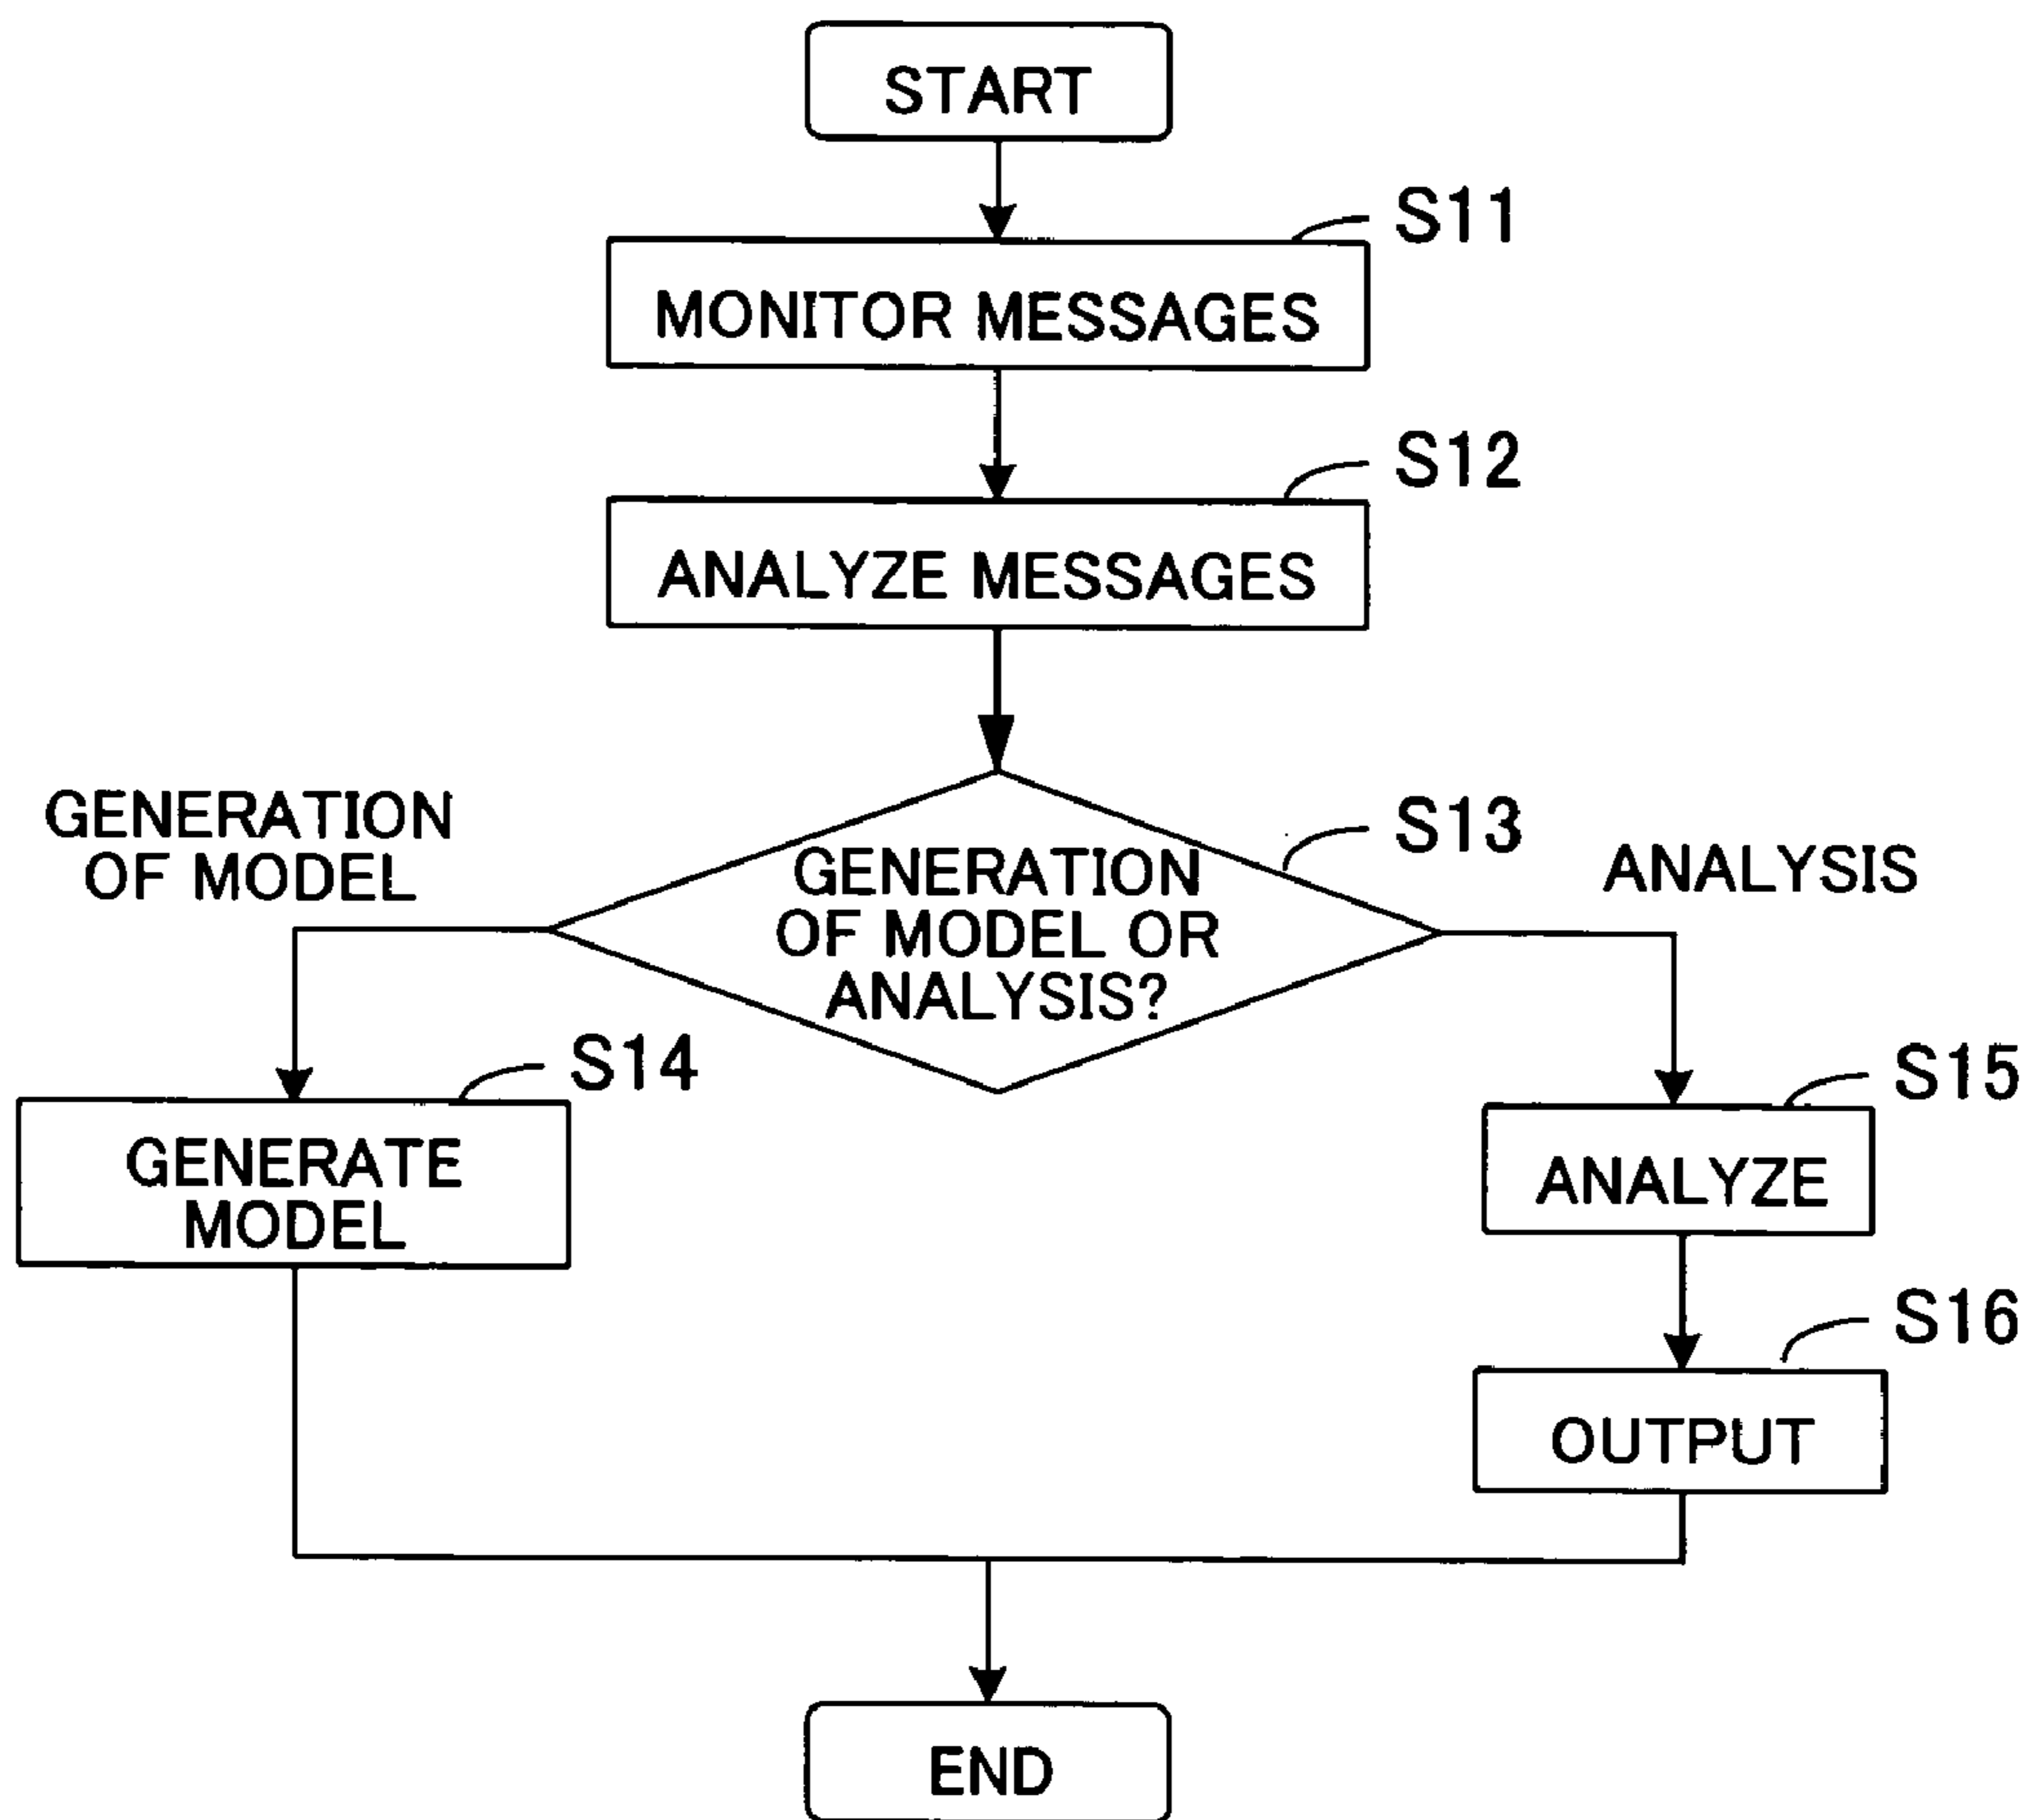 START
S11
MONITOR MESSAGES
S12
ANALYZE MESSAGES
GENERATION
OF MODEL
S13
GENERATION
OF MODEL OR
ANALYSIS?
ANALYSIS
S14
GENERATE
MODEL
S15
ANALYZE
S16
OUTPUT
END